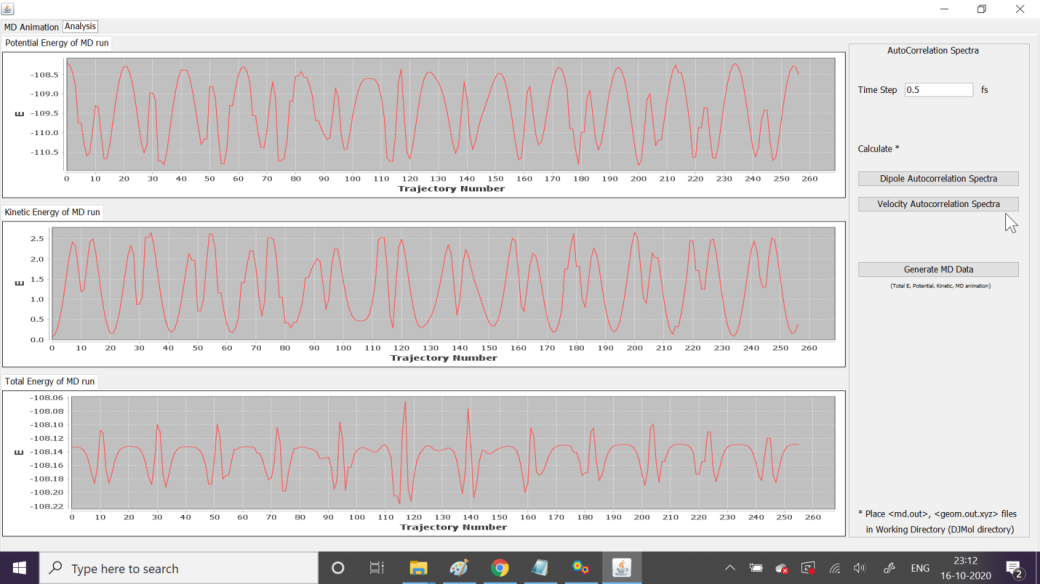 MD Animation Analysis
Potential Energy of MD run
-108.5
-109.0
-109.5
-110.0
-110.5
E
0 10 20 30 40 50 60 70 80 90 100 110 120 130 140 150 160 170 180 190 200 210 220 230 240 250 260
Trajectory Number
Kinetic Energy of MD run
2.5
2.0
1.5
1.0
0.5
0.0
E
0 10 20 30 40 50 60 70 80 90 100 110 120 130 140 150 160 170 180 190 200 210 220 230 240 250 260
Trajectory Number
Total Energy of MD run
-108.06
-108.08
-108.10
-108.12
-108.14
-108.16
-108.18
-108.20
-108.22
E
0 10 20 30 40 50 60 70 80 90 100 110 120 130 140 150 160 170 180 190 200 210 220 230 240 250 260
Trajectory Number
AutoCorrelation Spectra
Time Step 0.5 fs
Calculate *
Dipole Autocorrelation Spectra
Velocity Autocorrelation Spectra
Generate MD Data
(Total E, Potential, Kinetic, MD animation)
* Place <md.out>, <geom.out.xyz> files
in Working Directory (DJMol directory)
Type here to search
ENG
23:12
16-10-2020
2